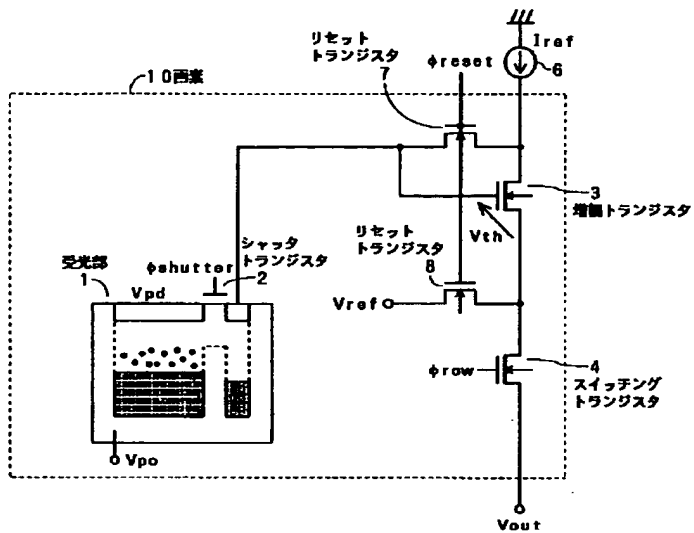 リセット
トランジスタ
7
φreset
Iref
6
10画素
3
増幅トランジスタ
Vth
リセット
トランジスタ
8
シャッタ
トランジスタ
φshutter
2
受光部
1
Vpd
Vref
φrow
4
スイッチング
トランジスタ
Vpo
Vout